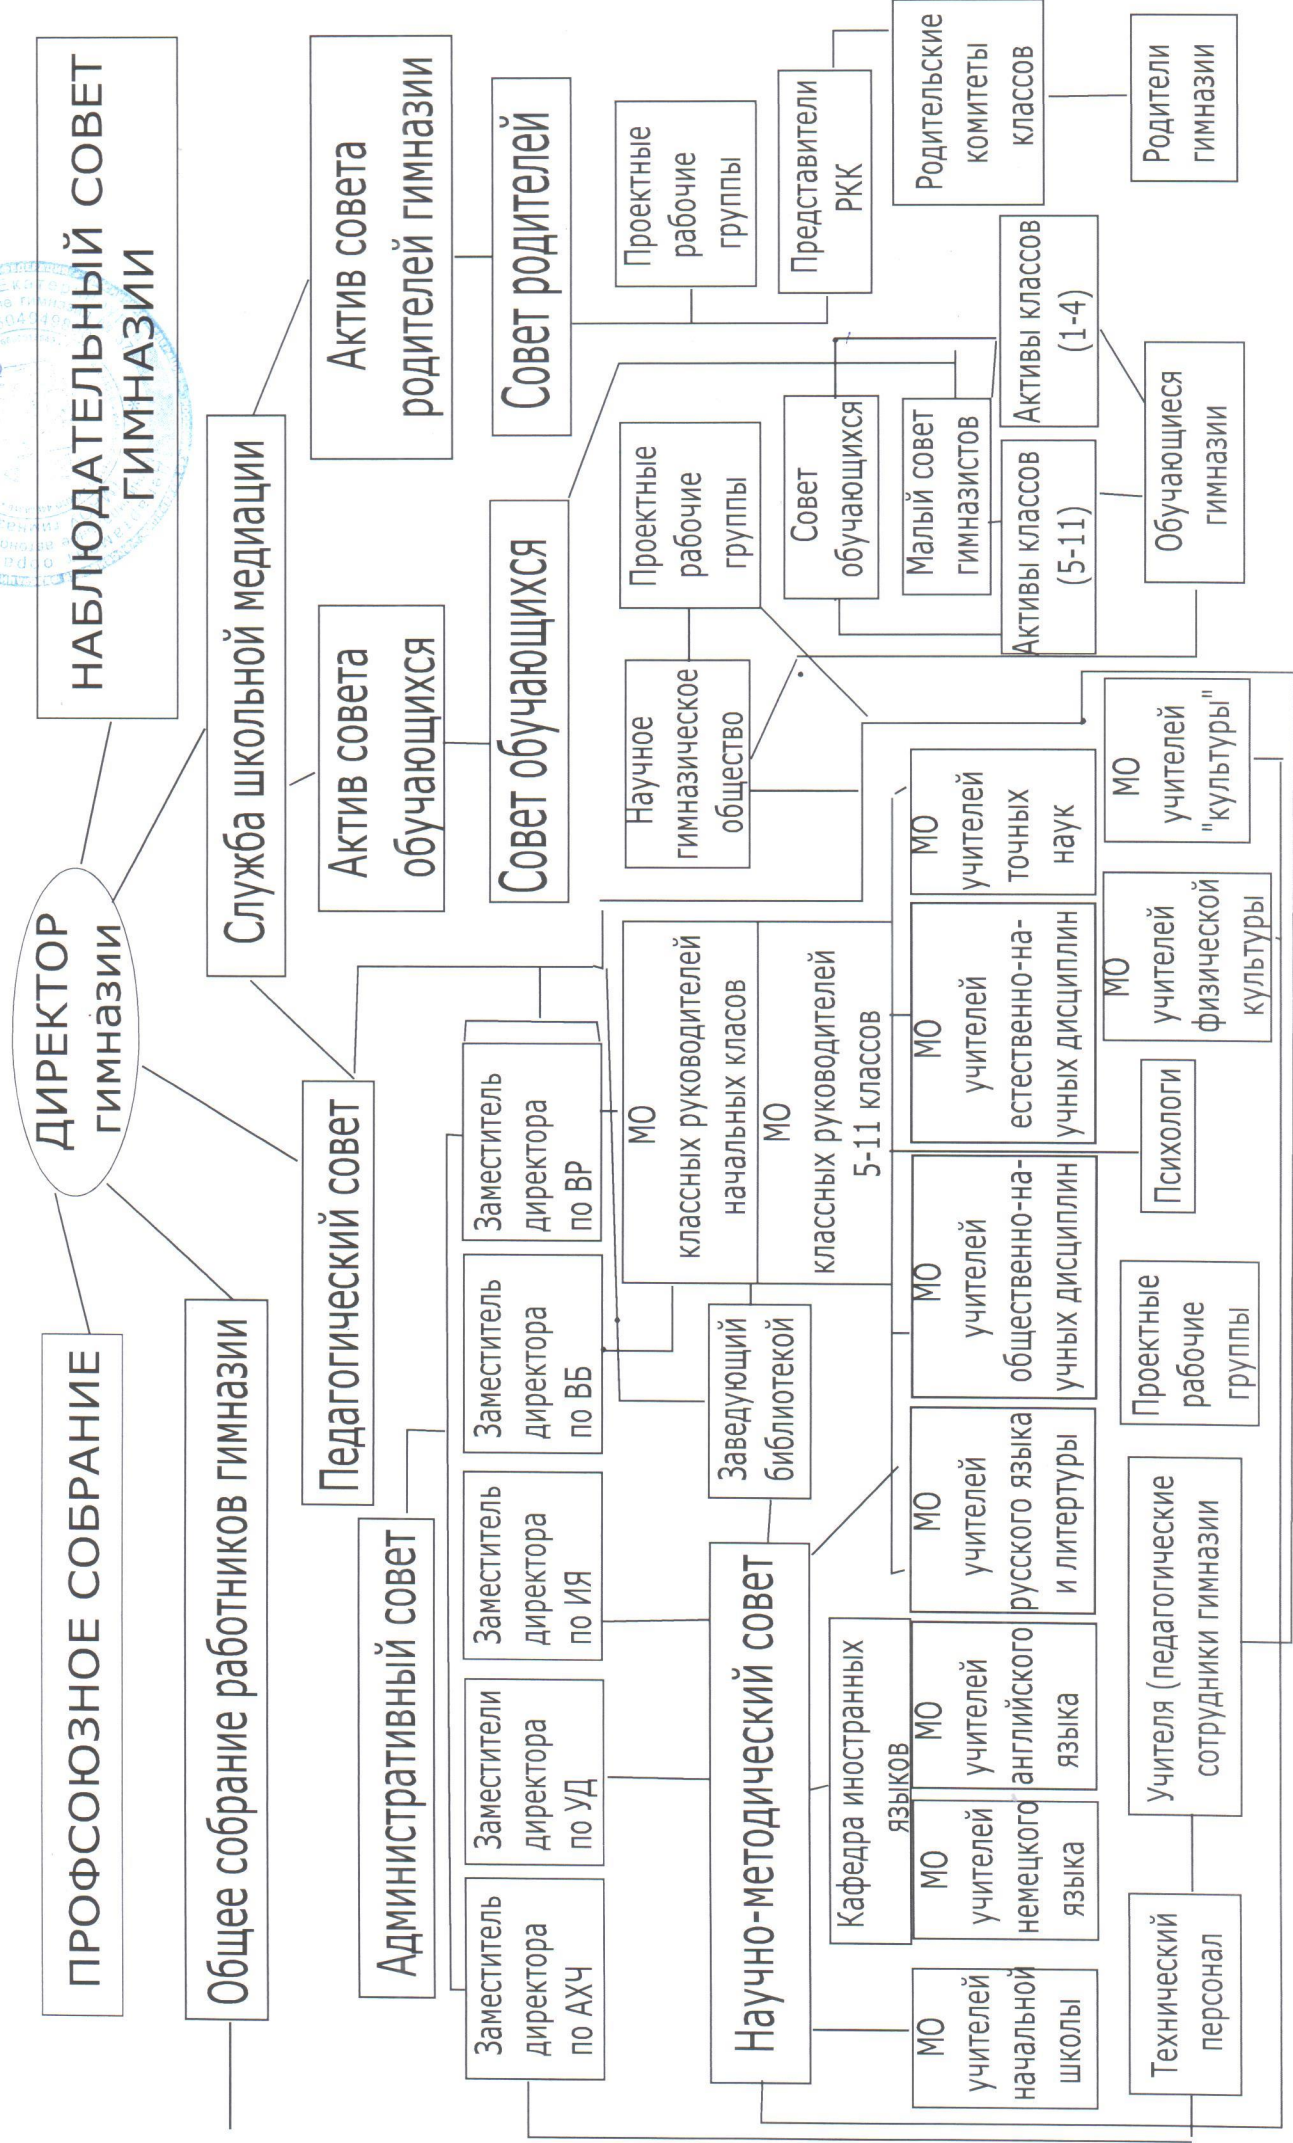 ПРОФСОЮЗНОЕ СОБРАНИЕ
ДИРЕКТОР
гимназии
НАБЛЮДАТЕЛЬНЫЙ СОВЕТ
ГИМНАЗИИ
Общее собрание работников гимназии
Служба школьной медиации
Педагогический совет
Актив совета
обучающихся
Актив совета
родителей гимназии
Административный совет
Заместитель
директора
по АХЧ
Заместители
директора
по УД
Заместитель
директора
по ИЯ
Заместитель
директора
по ВБ
Заместитель
директора
по ВР
Совет обучающихся
Совет родителей
Научно-методический совет
Заведующий
библиотекой
МО
классных руководителей
начальных класов
МО
классных руководителей
5-11 классов
Научное
гимназическое
общество
Проектные
рабочие
группы
Проектные
рабочие
группы
Совет
обучающихся
Представители
РКК
Кафедра иностранных
языков
Малый совет
гимназистов
Родительские
комитеты
классов
МО
учителей
начальной
школы
МО
учителей
немецкого
языка
МО
учителей
английского
языка
МО
учителей
русского языка
и литертуры
МО
учителей
общественно-на-
учных дисциплин
МО
учителей
естественно-на-
учных дисциплин
МО
учителей
точных
наук
Активы классов
(5-11)
Активы классов
(1-4)
Технический
персонал
Учителя (педагогические
сотрудники гимназии
Проектные
рабочие
группы
Психологи
МО
учителей
физической
культуры
МО
учителей
"культуры"
Обучающиеся
гимназии
Родители
гимназии